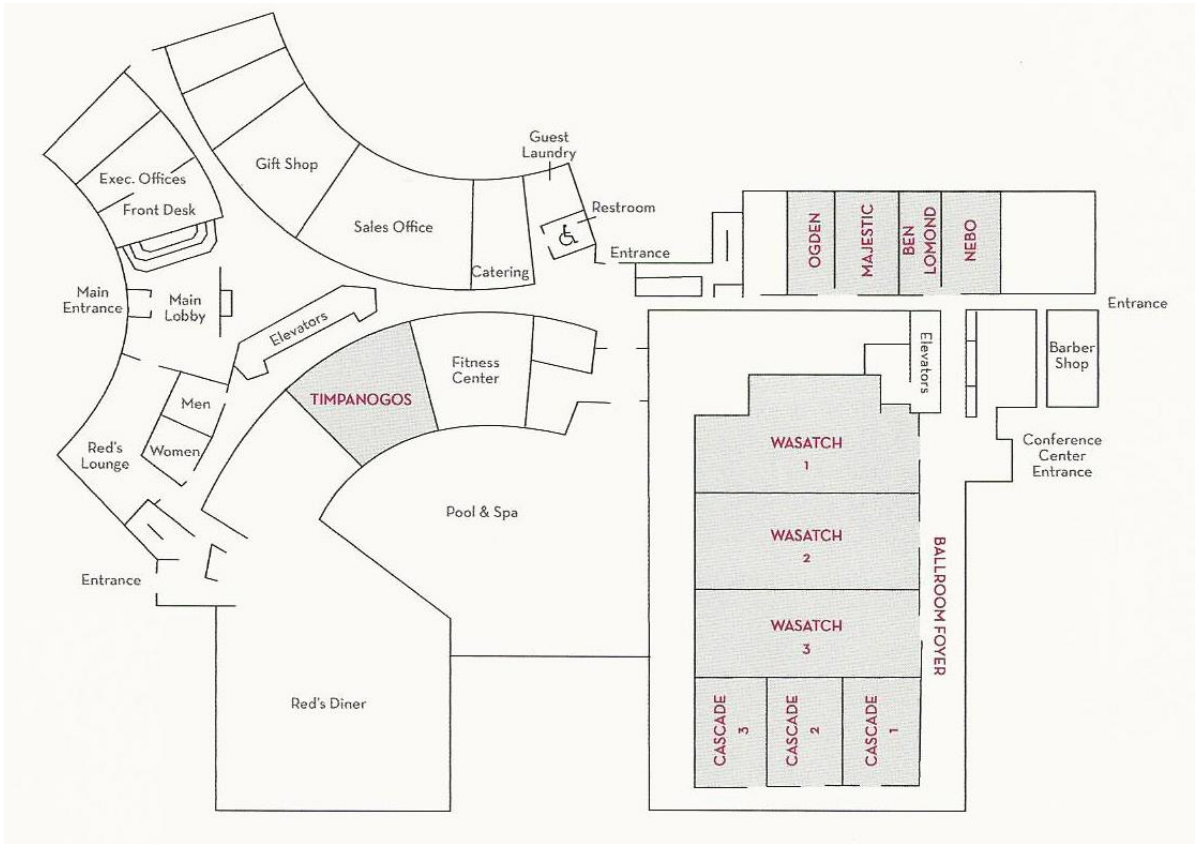 Guest
Laundry
Gift Shop
Exec. Offices
Front Desk
Restroom
Sales Office
Catering
Entrance
OGDEN
MAJESTIC
BEN
LOMOND
NEBO
Main
Entrance
Main
Lobby
Elevators
Entrance
Elevators
Barber
Shop
TIMPANOGOS
Fitness
Center
Men
Women
Red's
Lounge
WASATCH
1
Conference
Center
Entrance
Pool & Spa
WASATCH
2
BALLROOM FOYER
Entrance
WASATCH
3
Red's Diner
CASCADE
3
CASCADE
2
CASCADE
1